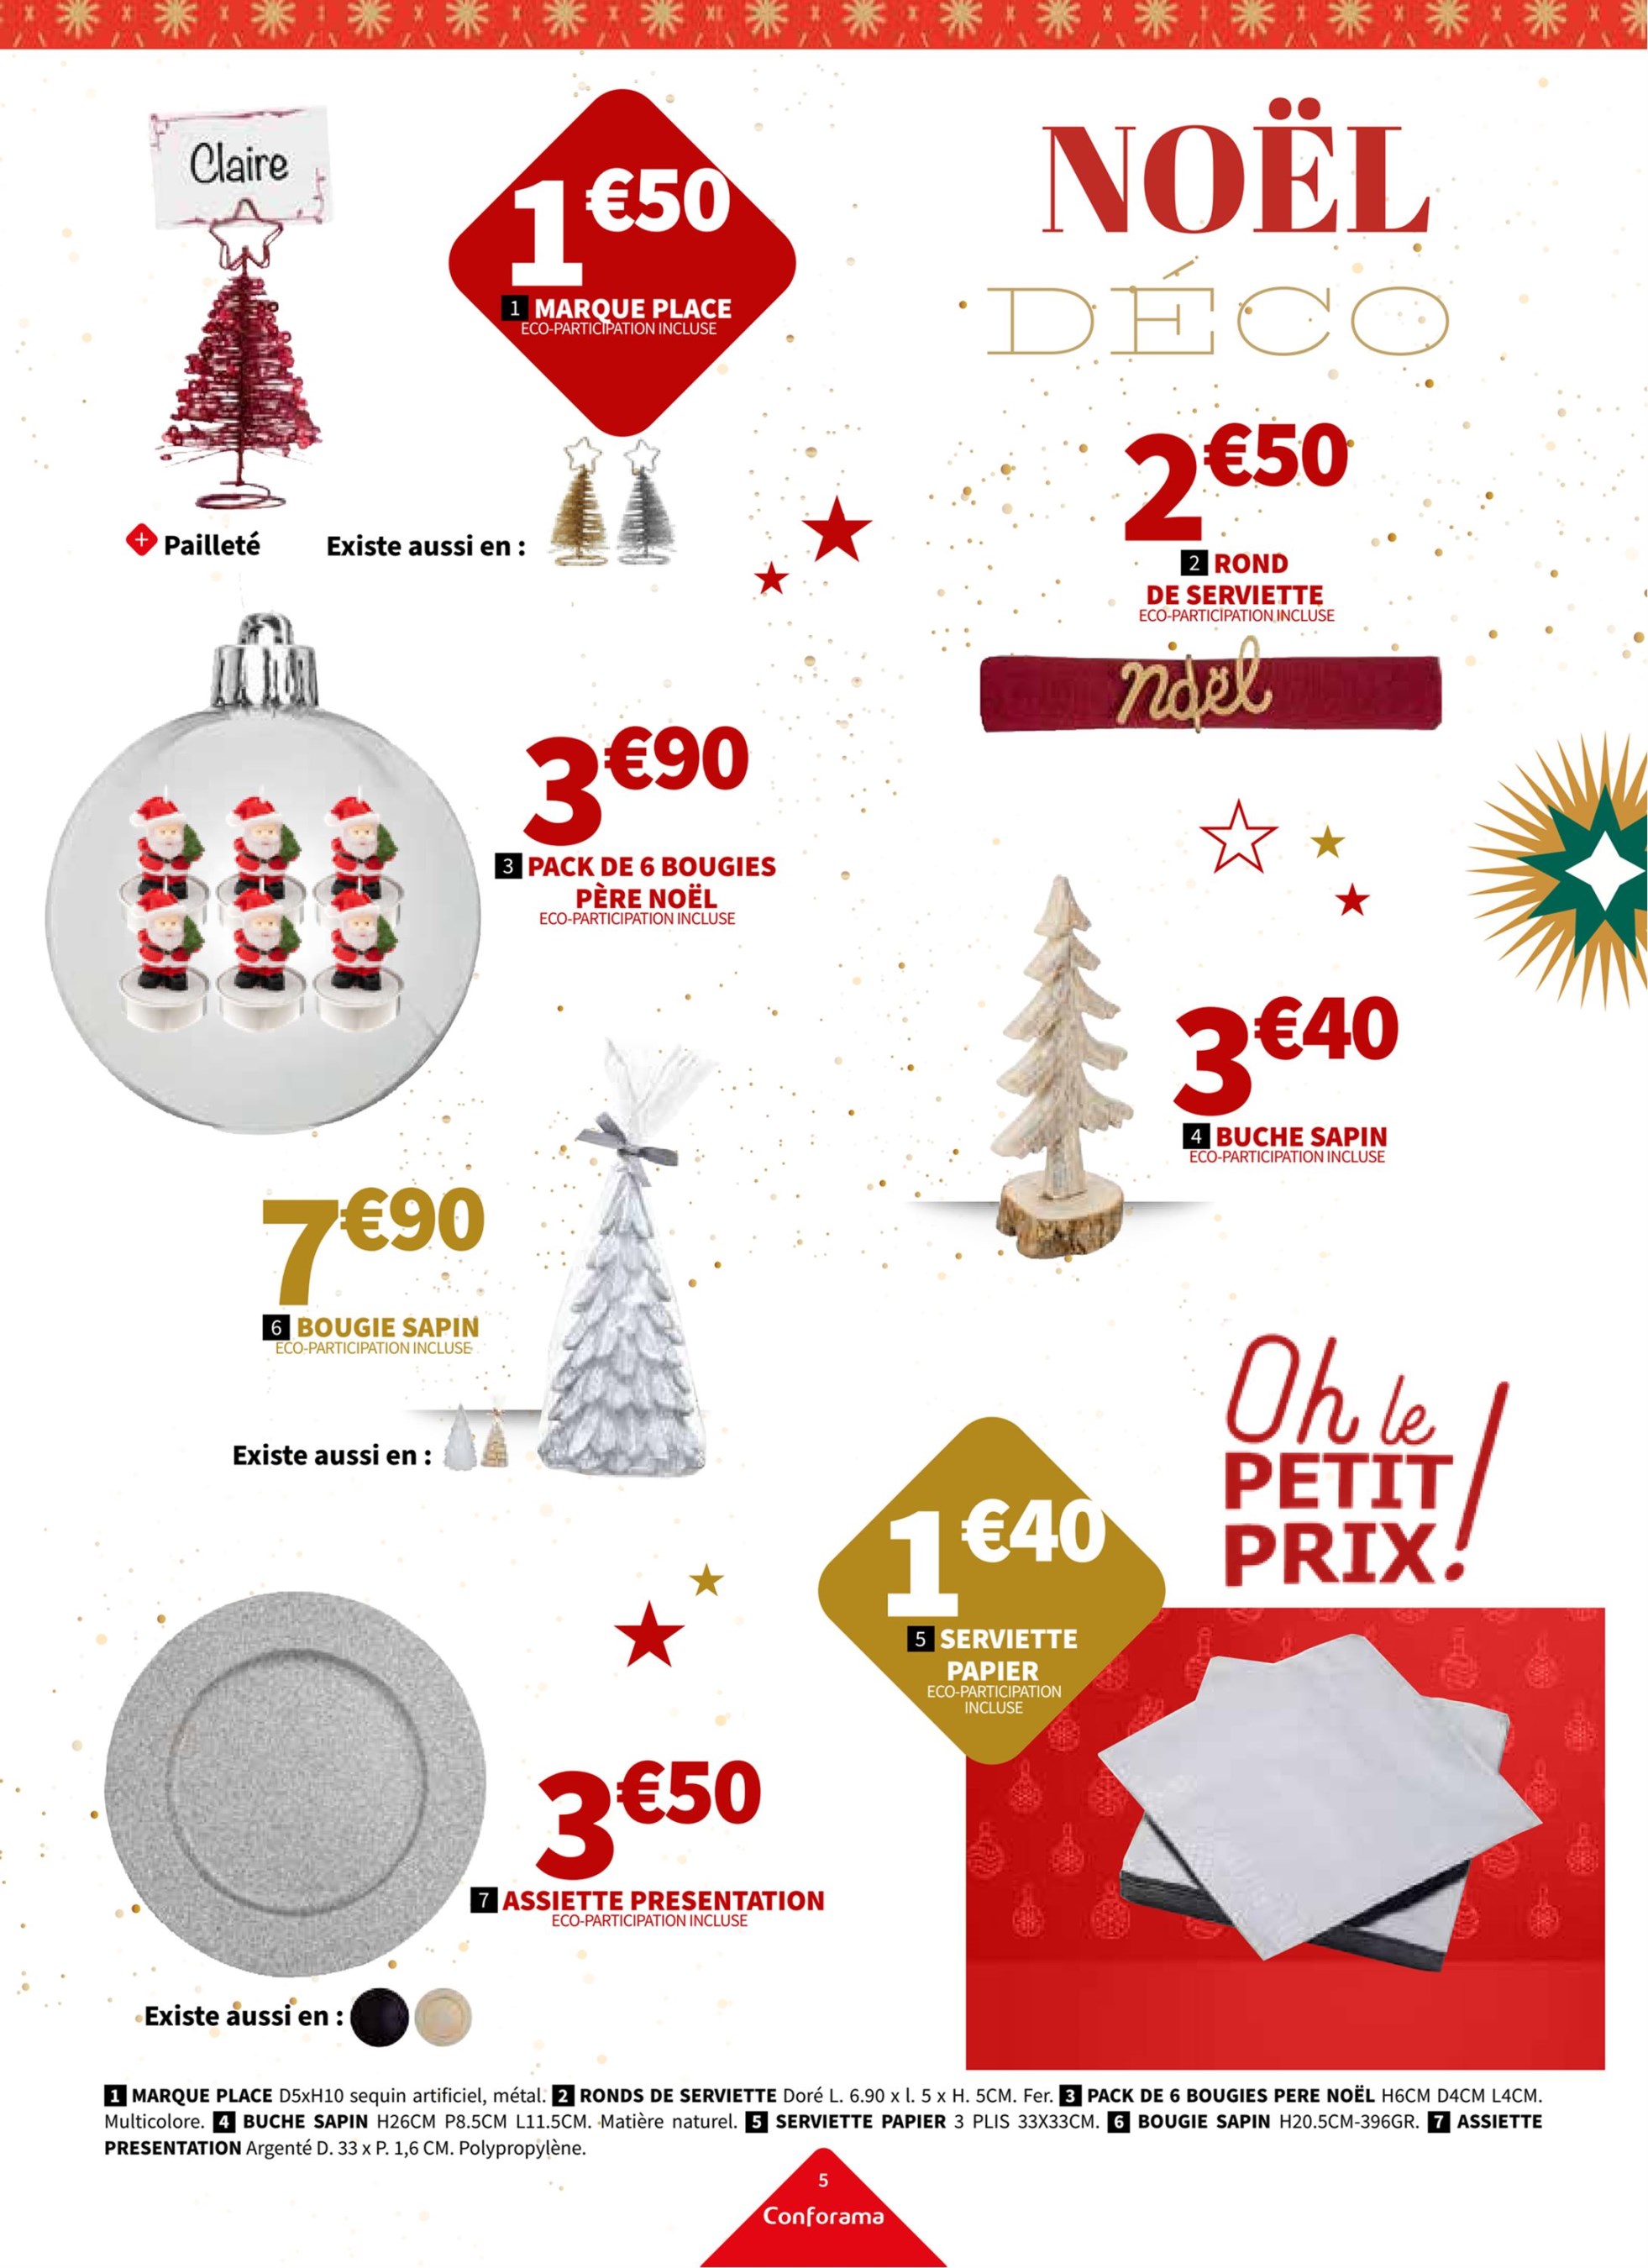 Claire
1€50
1 MARQUE PLACE
ECO-PARTICIPATION INCLUSE
+ Pailleté
Existe aussi en :
NOËL
DÉCO
2€50
2 ROND
DE SERVIETTE
ECO-PARTICIPATION INCLUSE
noël
3€90
3 PACK DE 6 BOUGIES
PÈRE NOËL
ECO-PARTICIPATION INCLUSE
3€40
4 BUCHE SAPIN
ECO-PARTICIPATION INCLUSE
7€90
6 BOUGIE SAPIN
ECO-PARTICIPATION INCLUSE
Existe aussi en :
Oh le
PETIT
PRIX!
1€40
5 SERVIETTE
PAPIER
ECO-PARTICIPATION
INCLUSE
3€50
7 ASSIETTE PRESENTATION
ECO-PARTICIPATION INCLUSE
Existe aussi en :
1 MARQUE PLACE D5xH10 sequin artificiel, métal. 2 RONDS DE SERVIETTE Doré L. 6.90 x l. 5 x H. 5CM. Fer. 3 PACK DE 6 BOUGIES PERE NOËL H6CM D4CM L4CM.
Multicolore. 4 BUCHE SAPIN H26CM P8.5CM L11.5CM. Matière naturel. 5 SERVIETTE PAPIER 3 PLIS 33X33CM. 6 BOUGIE SAPIN H20.5CM-396GR. 7 ASSIETTE
PRESENTATION Argenté D. 33 x P. 1,6 CM. Polypropylène.
5
Conforama